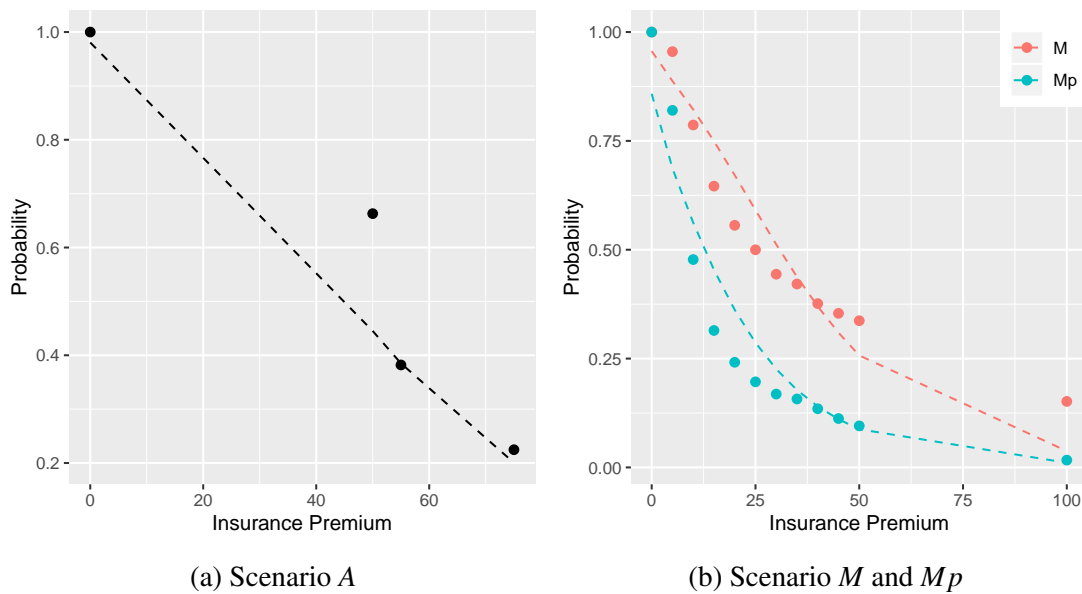 1.0
0.8
0.6
0.4
0.2
Probability
0 20 40 60
Insurance Premium
(a) Scenario A
1.00
0.75
0.50
0.25
0.00
Probability
0 25 50 75 100
Insurance Premium
M
Mp
(b) Scenario M and Mp